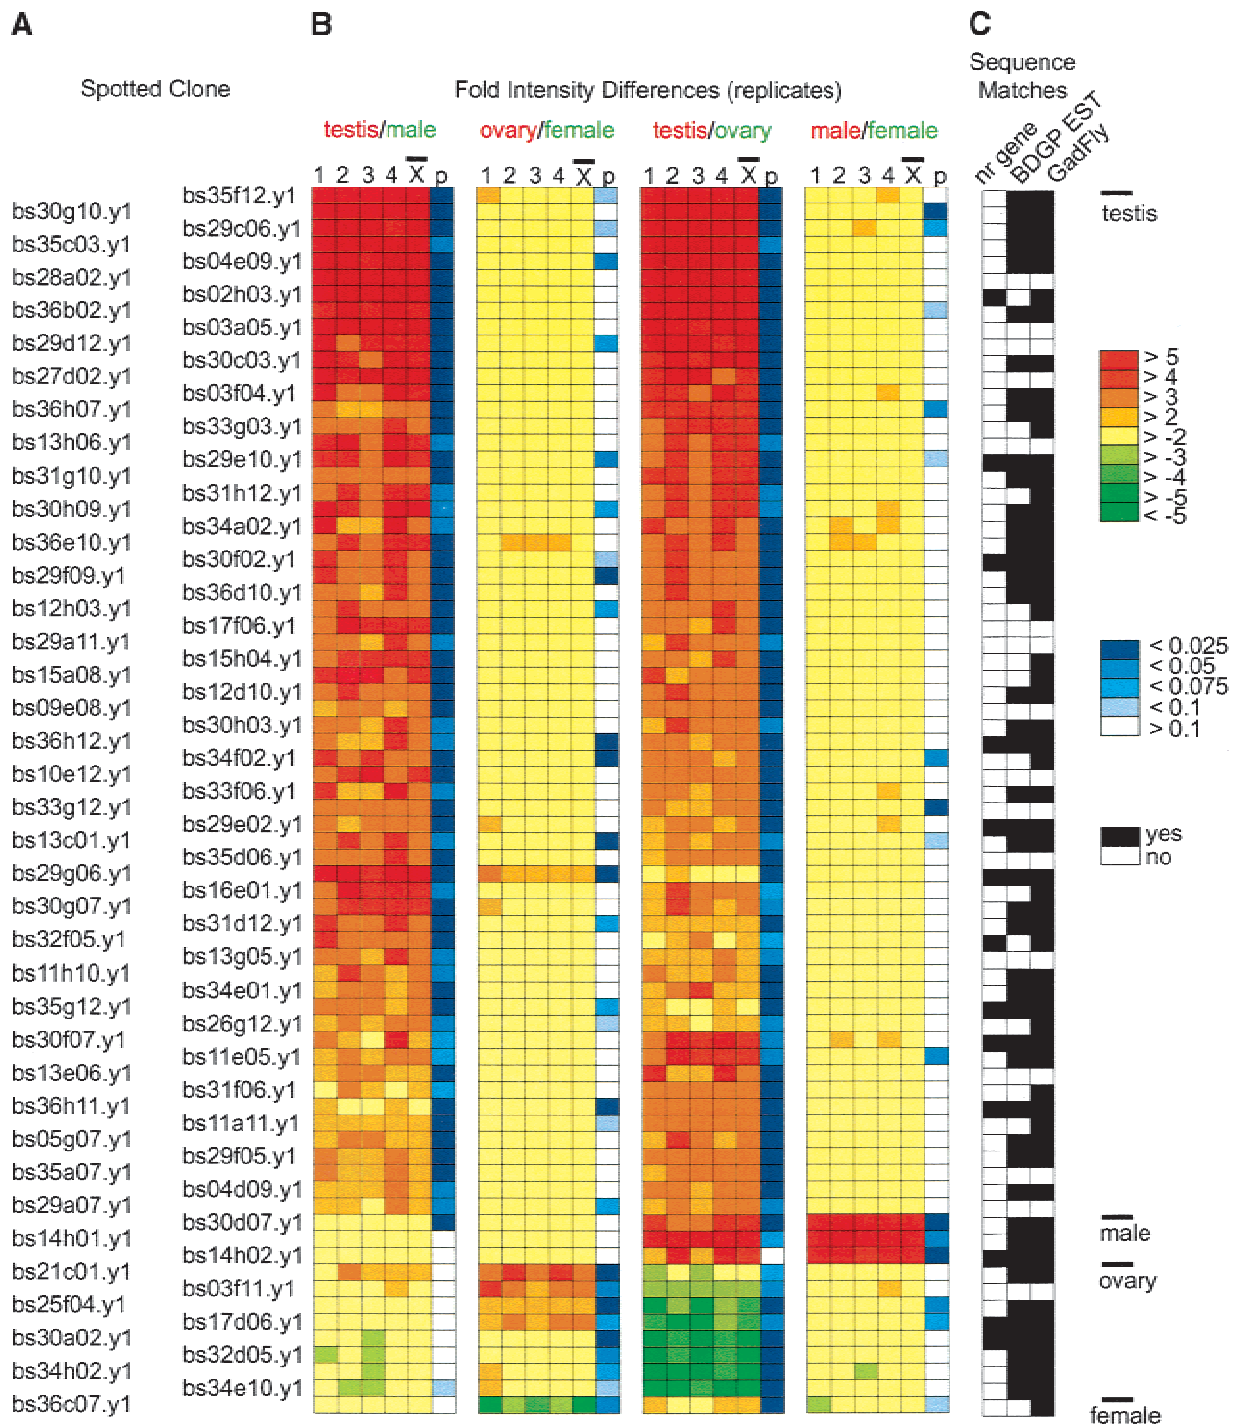 A
B
C
Spotted Clone
Fold Intensity Differences (replicates)
Sequence
Matches
testis/male
ovary/female
testis/ovary
male/female
nr gene
BDGP EST
GadFly
1 2 3 4 X p
1 2 3 4 X p
1 2 3 4 X p
1 2 3 4 X p
bs35f12.y1
bs30g10.y1
bs29c06.y1
bs35c03.y1
bs04e09.y1
bs28a02.y1
bs02h03.y1
bs36b02.y1
bs03a05.y1
bs29d12.y1
bs30c03.y1
bs27d02.y1
bs03f04.y1
bs36h07.y1
bs33g03.y1
bs13h06.y1
bs29e10.y1
bs31g10.y1
bs31h12.y1
bs30h09.y1
bs34a02.y1
bs36e10.y1
bs30f02.y1
bs29f09.y1
bs36d10.y1
bs12h03.y1
bs17f06.y1
bs29a11.y1
bs15h04.y1
bs15a08.y1
bs12d10.y1
bs09e08.y1
bs30h03.y1
bs36h12.y1
bs34f02.y1
bs10e12.y1
bs33f06.y1
bs33g12.y1
bs29e02.y1
bs13c01.y1
bs35d06.y1
bs29g06.y1
bs16e01.y1
bs30g07.y1
bs31d12.y1
bs32f05.y1
bs13g05.y1
bs11h10.y1
bs34e01.y1
bs35g12.y1
bs26g12.y1
bs30f07.y1
bs11e05.y1
bs13e06.y1
bs31f06.y1
bs36h11.y1
bs11a11.y1
bs05g07.y1
bs29f05.y1
bs35a07.y1
bs04d09.y1
bs29a07.y1
bs30d07.y1
bs14h01.y1
bs14h02.y1
bs21c01.y1
bs03f11.y1
bs25f04.y1
bs17d06.y1
bs30a02.y1
bs32d05.y1
bs34h02.y1
bs34e10.y1
bs36c07.y1
testis
> 5
> 4
> 3
> 2
> -2
> -3
> -4
> -5
< -5
< 0.025
< 0.05
< 0.075
< 0.1
> 0.1
yes
no
male
ovary
female